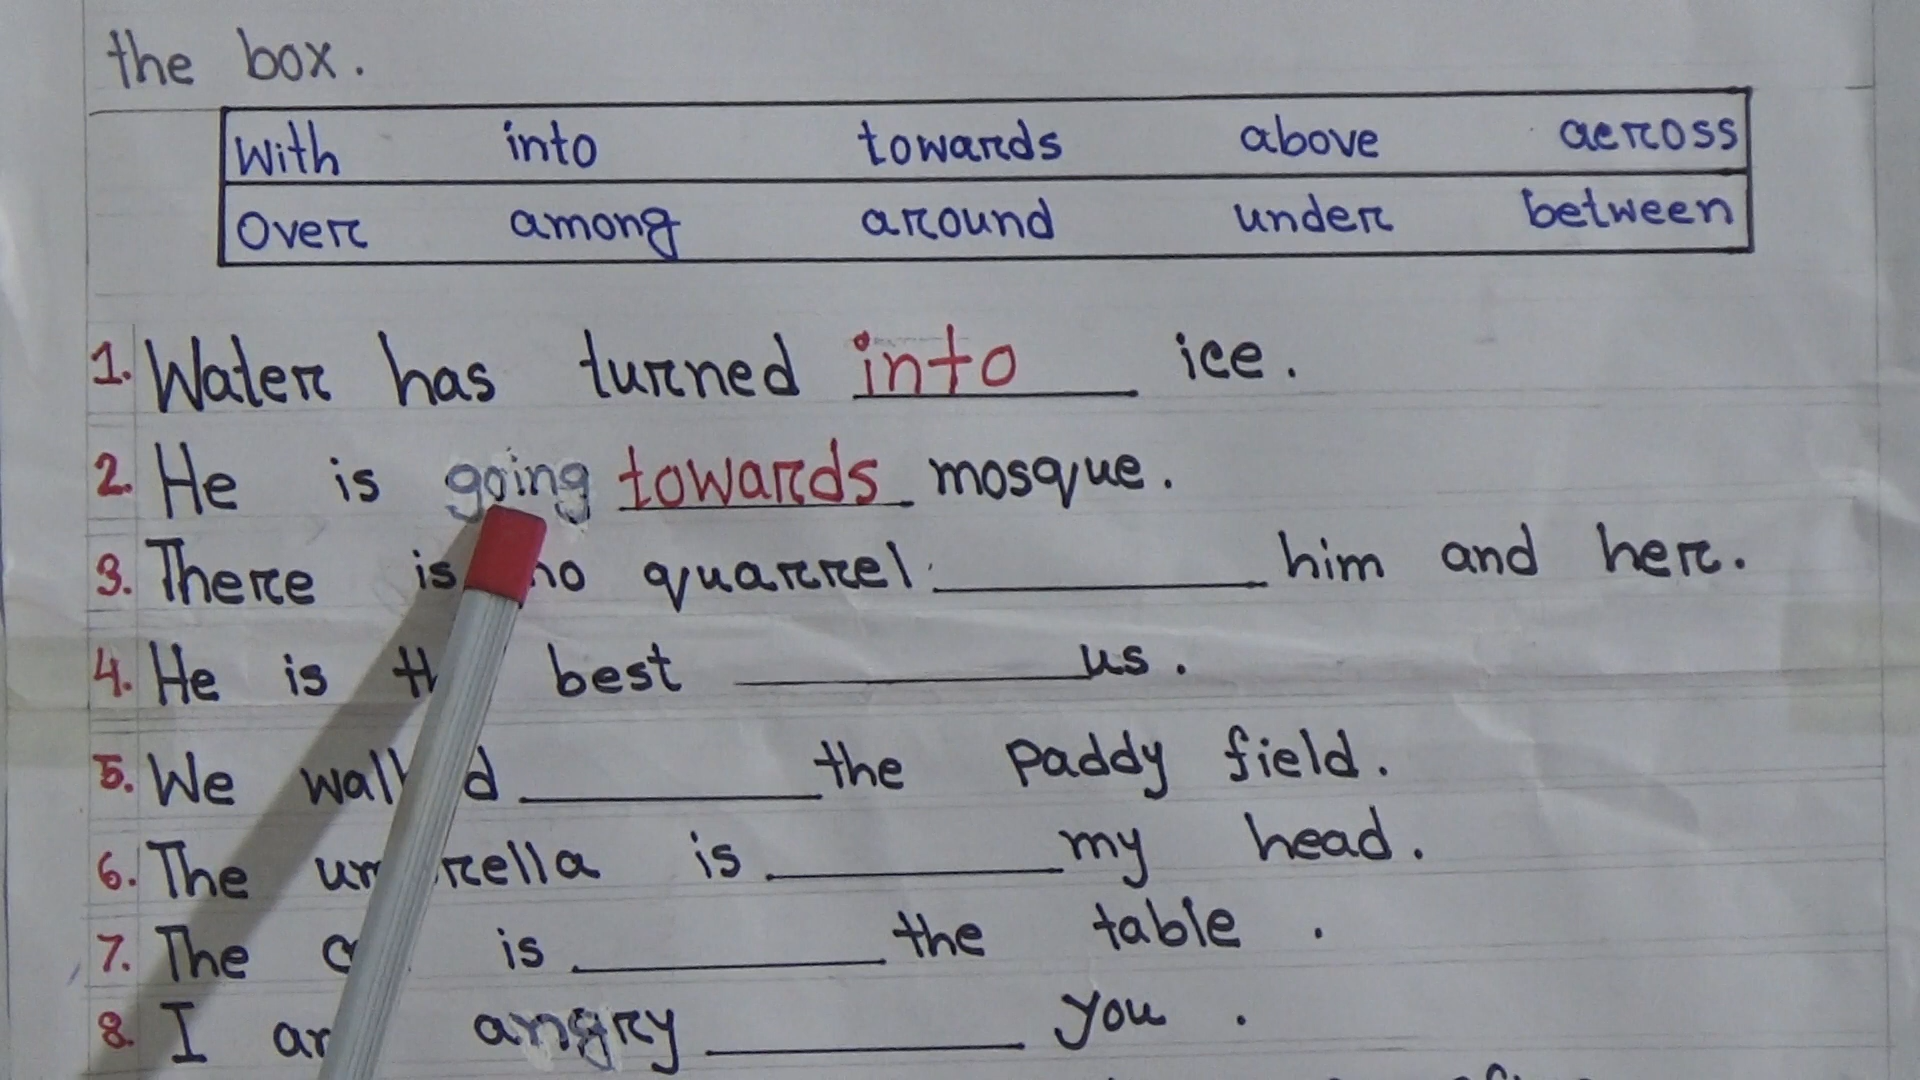 the box.
With into towards above across
Over among around under between
1. Water has turned into ice.
2. He is going towards mosque.
3. There is no quarrel him and her.
4. He is best us.
5. We the paddy field.
6. The is my head.
7. The is the table.
8. I angry you.